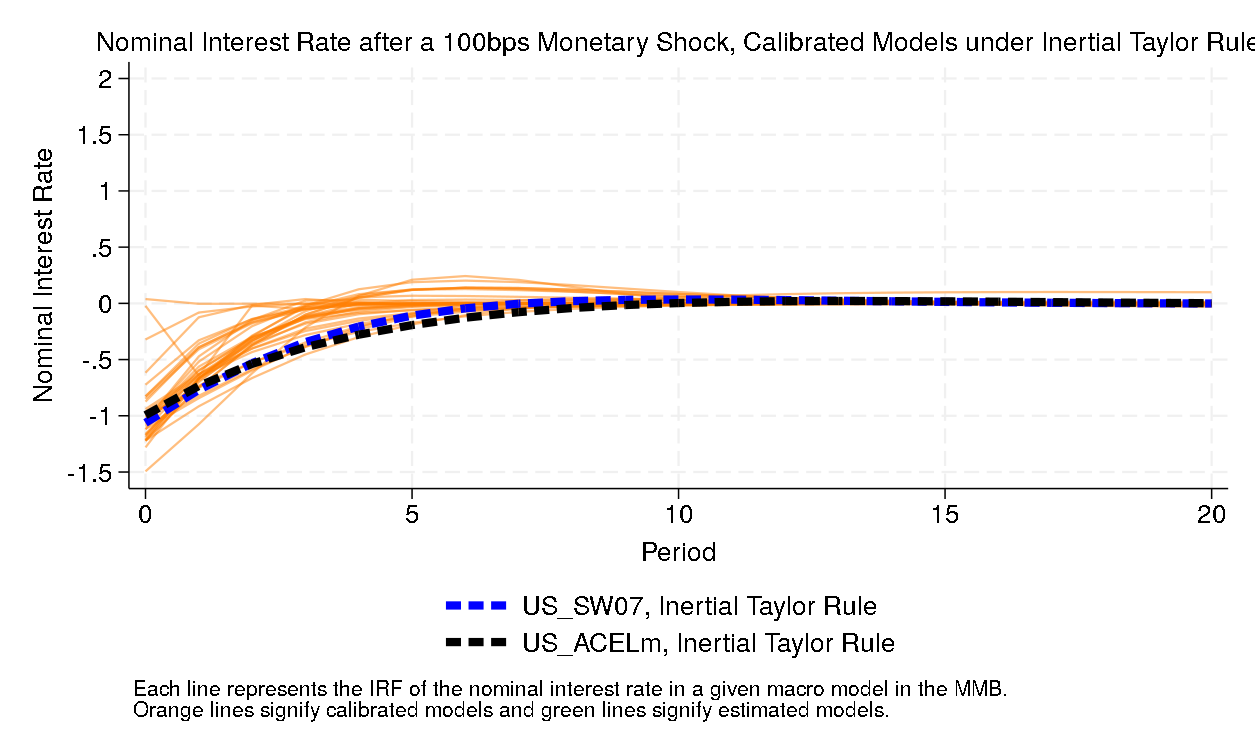 Nominal Interest Rate after a 100bps Monetary Shock, Calibrated Models under Inertial Taylor Rule
Nominal Interest Rate
2
1.5
1
.5
0
-.5
-1
-1.5
0 5 10 15 20
Period
US_SW07, Inertial Taylor Rule
US_ACELm, Inertial Taylor Rule
Each line represents the IRF of the nominal interest rate in a given macro model in the MMB.
Orange lines signify calibrated models and green lines signify estimated models.